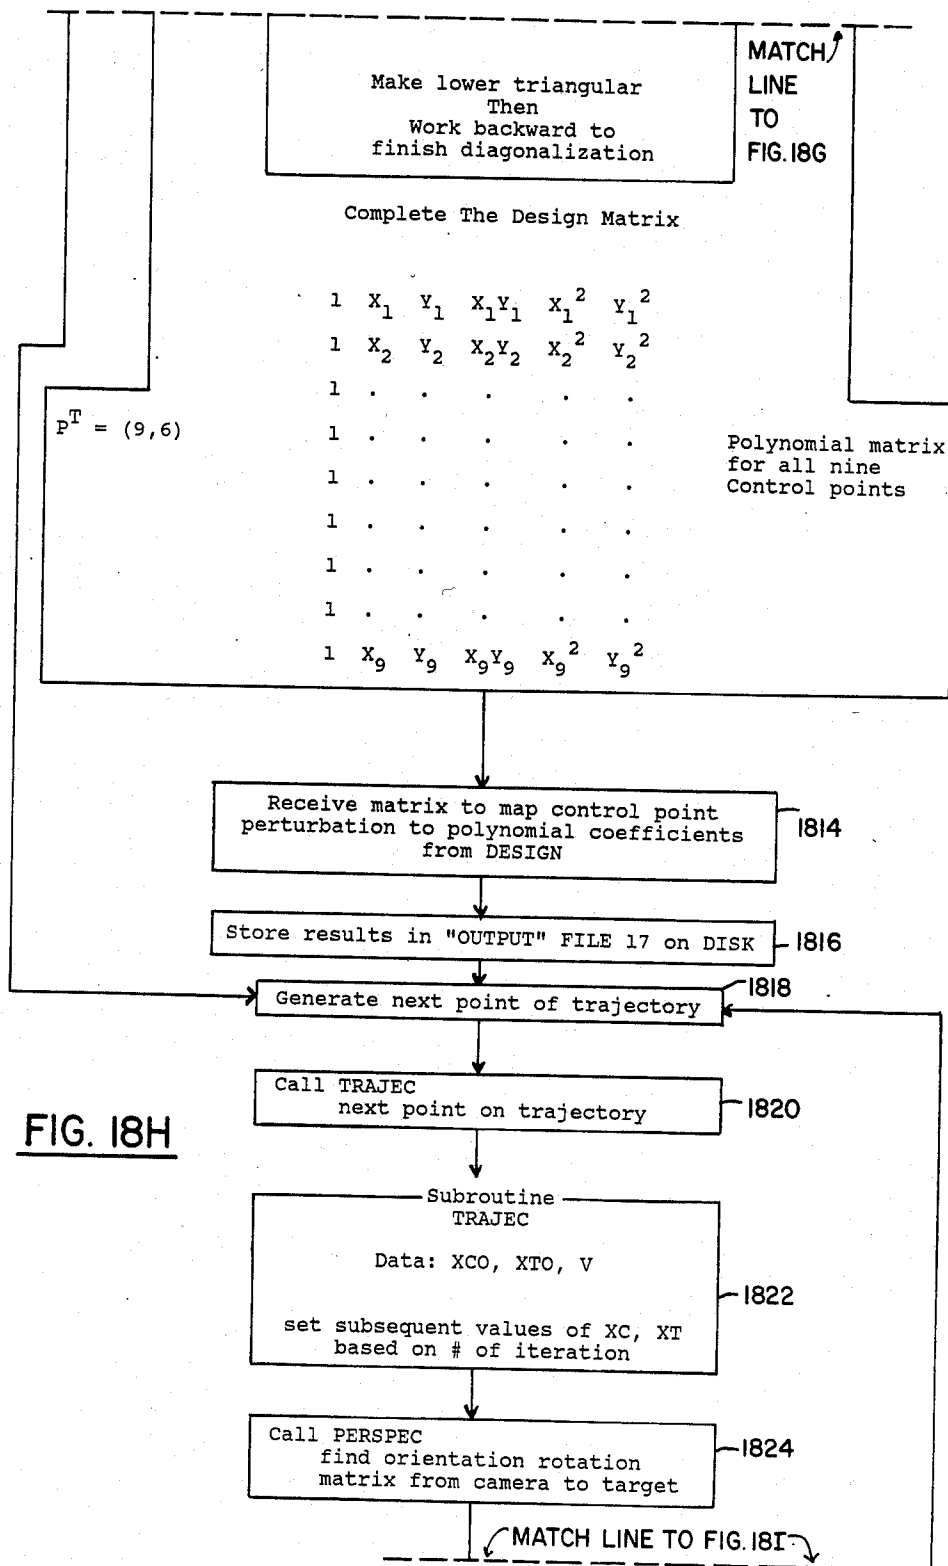 MATCH
LINE
TO
FIG. 18G
Make lower triangular
Then
Work backward to
finish diagonalization
Complete The Design Matrix
1 X₁ Y₁ X₁Y₁ X₁² Y₁²
1 X₂ Y₂ X₂Y₂ X₂² Y₂²
1 . . . . .
1 . . . . .
1 . . . . .
1 . . . . .
1 . . . . .
1 . . . . .
1 X₉ Y₉ X₉Y₉ X₉² Y₉²
Pᵀ = (9,6)
Polynomial matrix
for all nine
Control points
Receive matrix to map control point
perturbation to polynomial coefficients
from DESIGN
1814
Store results in "OUTPUT" FILE 17 on DISK
1816
Generate next point of trajectory
1818
Call TRAJEC
next point on trajectory
1820
FIG. 18H
Subroutine
TRAJEC
Data: XCO, XTO, V
set subsequent values of XC, XT
based on # of iteration
1822
Call PERSPEC
find orientation rotation
matrix from camera to target
1824
MATCH LINE TO FIG. 18I